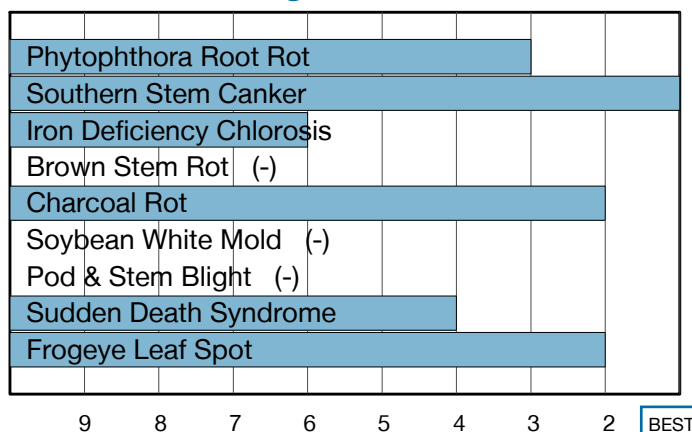 Phytophthora Root Rot
Southern Stem Canker
Iron Deficiency Chlorosis
Brown Stem Rot (-)
Charcoal Rot
Soybean White Mold (-)
Pod & Stem Blight (-)
Sudden Death Syndrome
Frogeye Leaf Spot
9 8 7 6 5 4 3 2 BEST